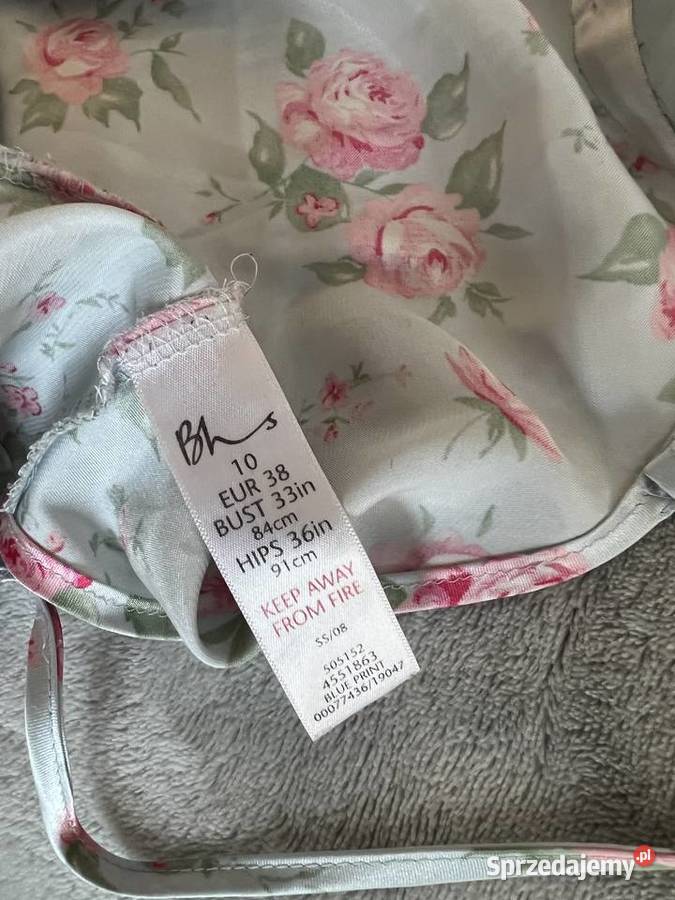 Bhs
10
EUR 38
BUST 33in
84cm
HIPS 36in
91cm
KEEP AWAY
FROM FIRE
SS/08
505152
4551863
BLUE PRINT
00077436/19047
Sprzedajemy.pl